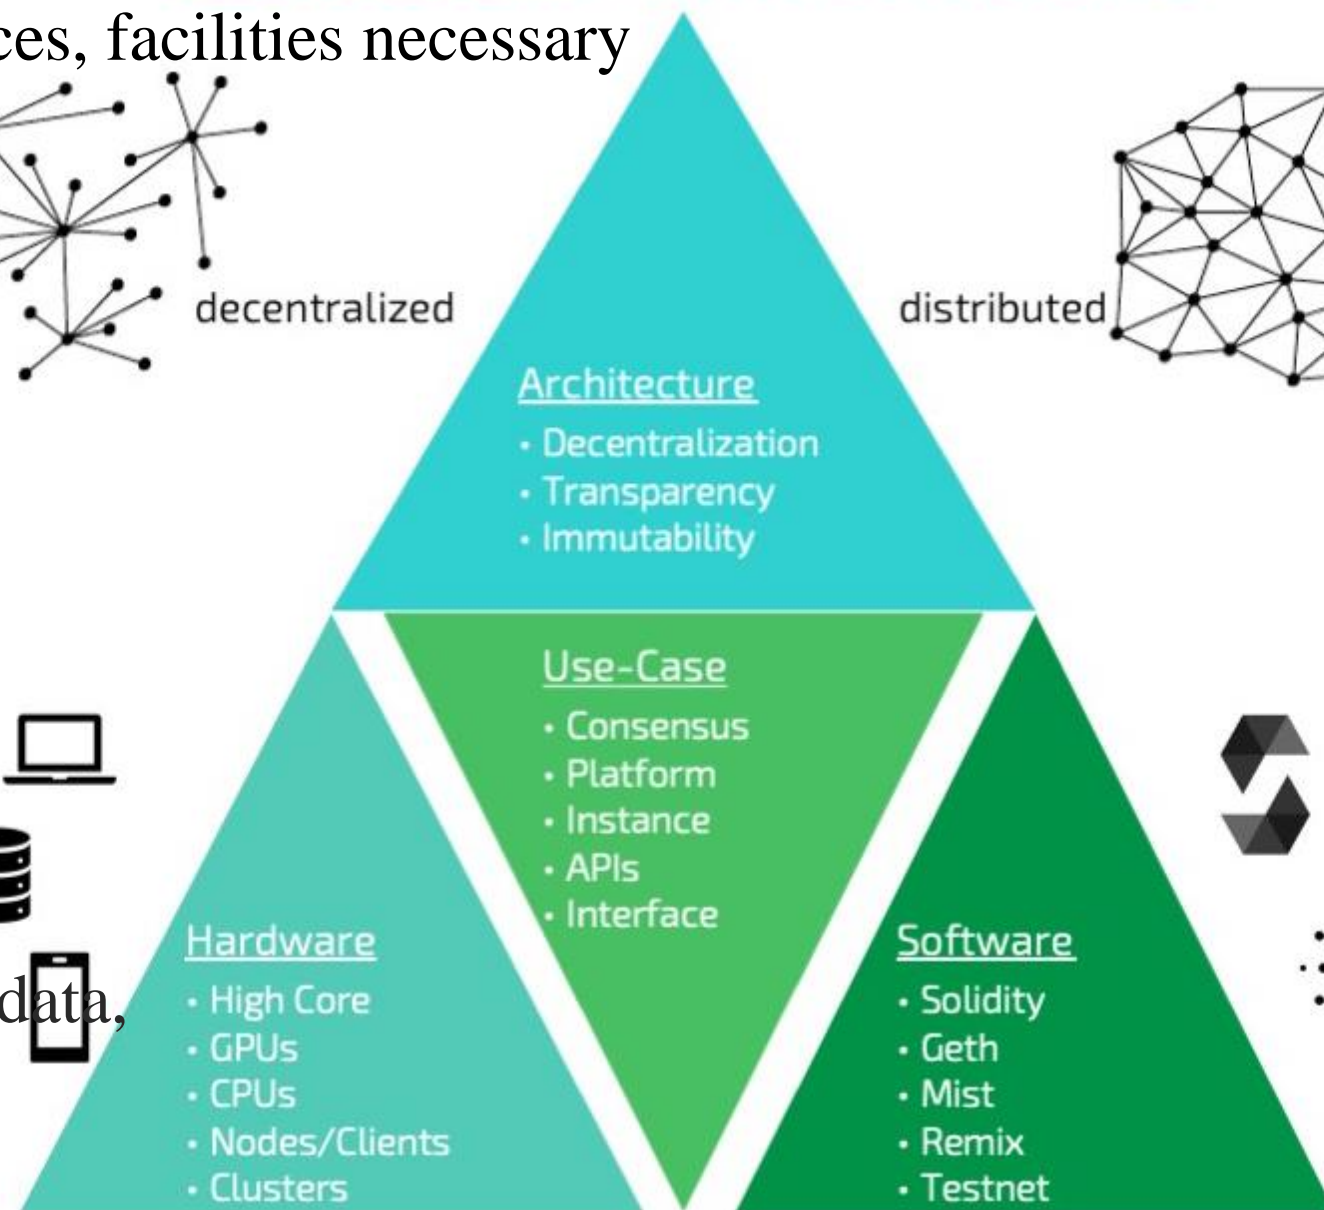 ces, facilities necessary
decentralized
distributed
Architecture
• Decentralization
• Transparency
• Immutability
Use-Case
• Consensus
• Platform
• Instance
• APIs
• Interface
Hardware
• High Core
• GPUs
• CPUs
• Nodes/Clients
• Clusters
data,
Software
• Solidity
• Geth
• Mist
• Remix
• Testnet